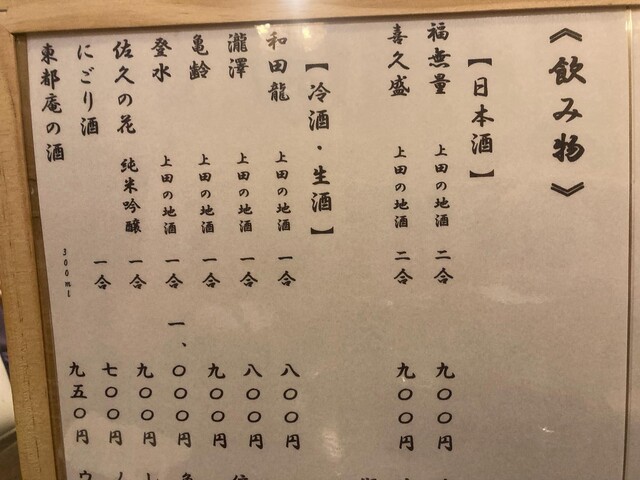 《飲み物》
【日本酒】
福無量 上田の地酒 二合 九〇〇円
喜久盛 上田の地酒 二合 九〇〇円
【冷酒・生酒】
和田龍 上田の地酒 一合 八〇〇円
瀧澤 上田の地酒 一合 八〇〇円
亀齢 上田の地酒 一合 九〇〇円
登水 上田の地酒 一合 一、〇〇〇円
佐久の花 純米吟醸 一合 九〇〇円
にごり酒 一合 七〇〇円
東都庵の酒 300ml 九五〇円